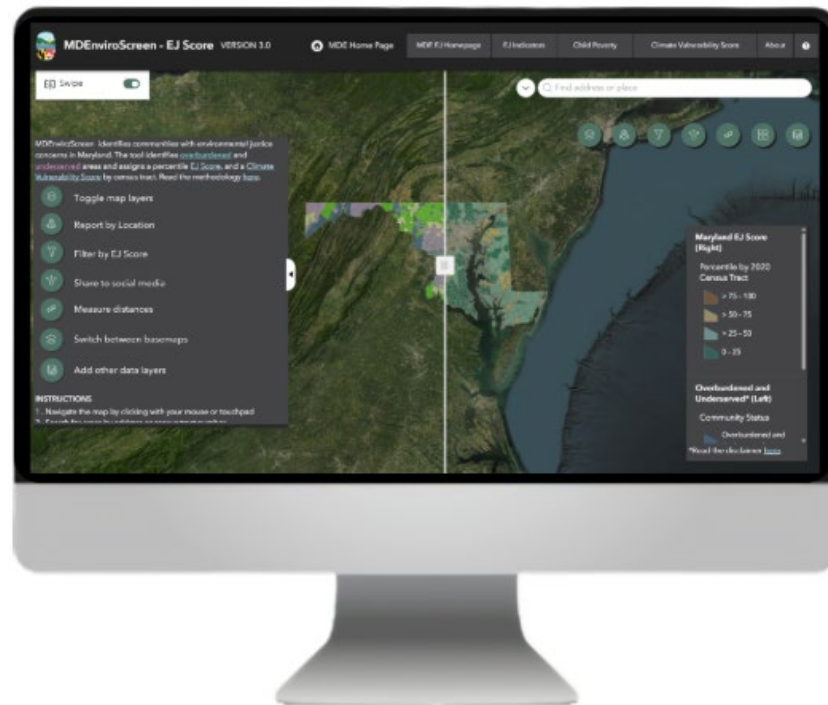 MDEnviroScreen - EJ Score VERSION 3.0
MDE Home Page
MDE EJ Homepage
EJ Indicators
Child Poverty
Climate Vulnerability Score
About
Swipe
Find address or place
MDEnviroScreen identifies communities with environmental justice
concerns in Maryland. The tool identifies overburdened and
underserved areas and assigns a percentile EJ Score, and a Climate
Vulnerability Score by census tract. Read the methodology here.
Toggle map layers
Report by Location
Filter by EJ Score
Share to social media
Measure distances
Switch between basemaps
Add other data layers
INSTRUCTIONS
1. Navigate the map by clicking with your mouse or touchpad
Maryland EJ Score
(Right)
Percentile by 2020
Census Tract
> 75 - 100
> 50 - 75
> 25 - 50
0 - 25
Overburdened and
Underserved* (Left)
Community Status
Overburdened and
*Read the disclaimer here.